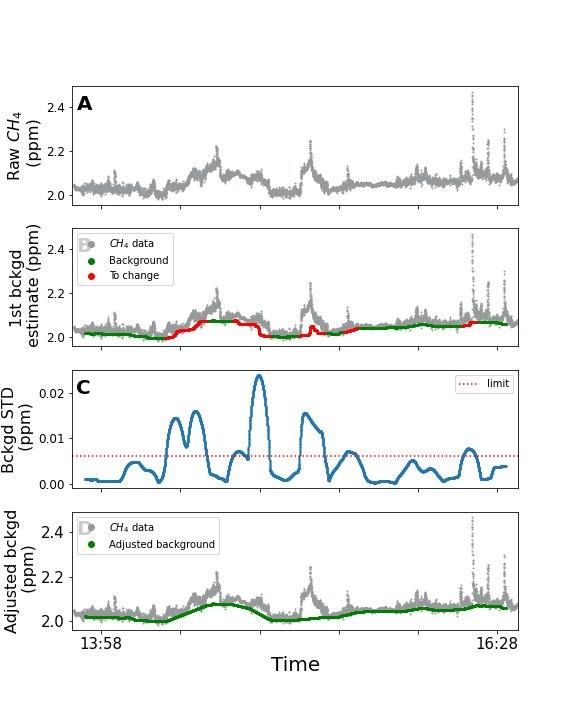 A
Raw CH4
(ppm)
2.4
2.2
2.0
B
CH4 data
Background
To change
1st bckgd
estimate (ppm)
2.4
2.2
2.0
C
limit
Bckgd STD
(ppm)
0.02
0.01
0.00
D
CH4 data
Adjusted background
Adjusted bckgd
(ppm)
2.4
2.2
2.0
13:58
16:28
Time